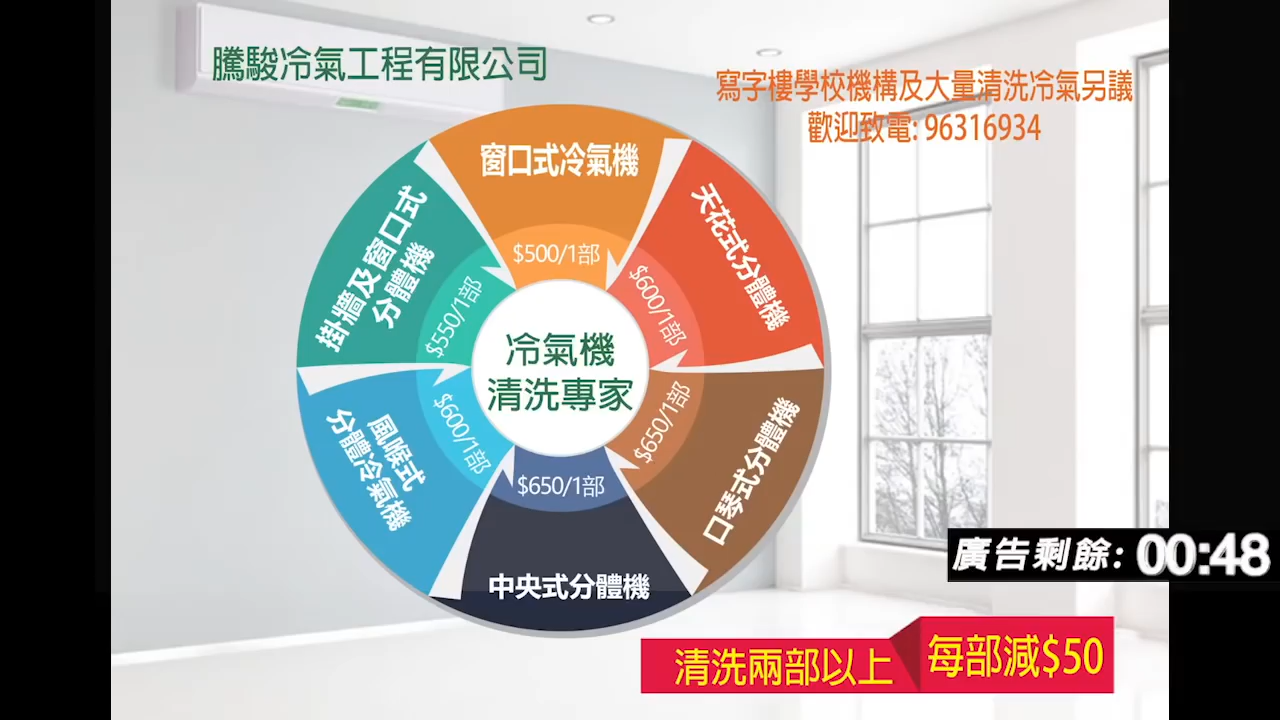 騰駿冷氣工程有限公司
寫字樓學校機構及大量清洗冷氣另議
歡迎致電: 96316934
窗口式冷氣機
$500/1部
天花式分體機
$600/1部
口琴式分體機
$650/1部
中央式分體機
$650/1部
風喉式
分體冷氣機
$600/1部
掛牆及窗口式
分體機
$550/1部
冷氣機
清洗專家
廣告剩餘: 00:48
清洗兩部以上
每部減$50